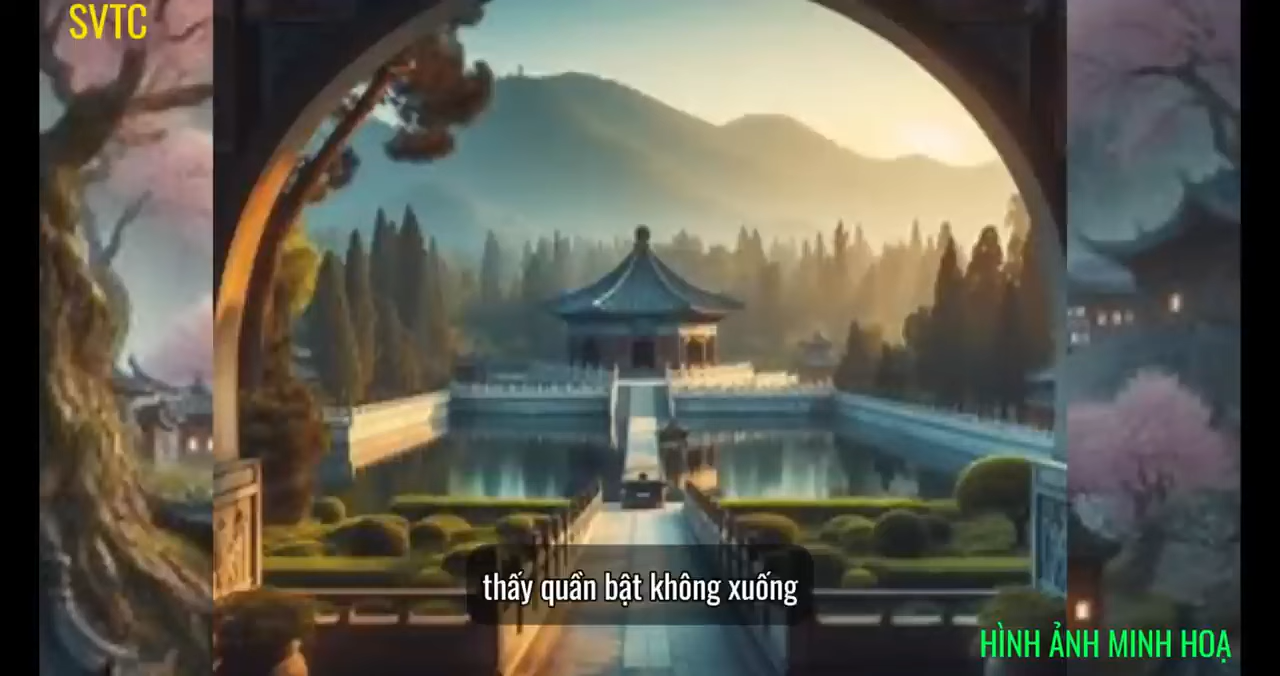 SVTC
thấy quần bật không xuống
HÌNH ẢNH MINH HOẠ